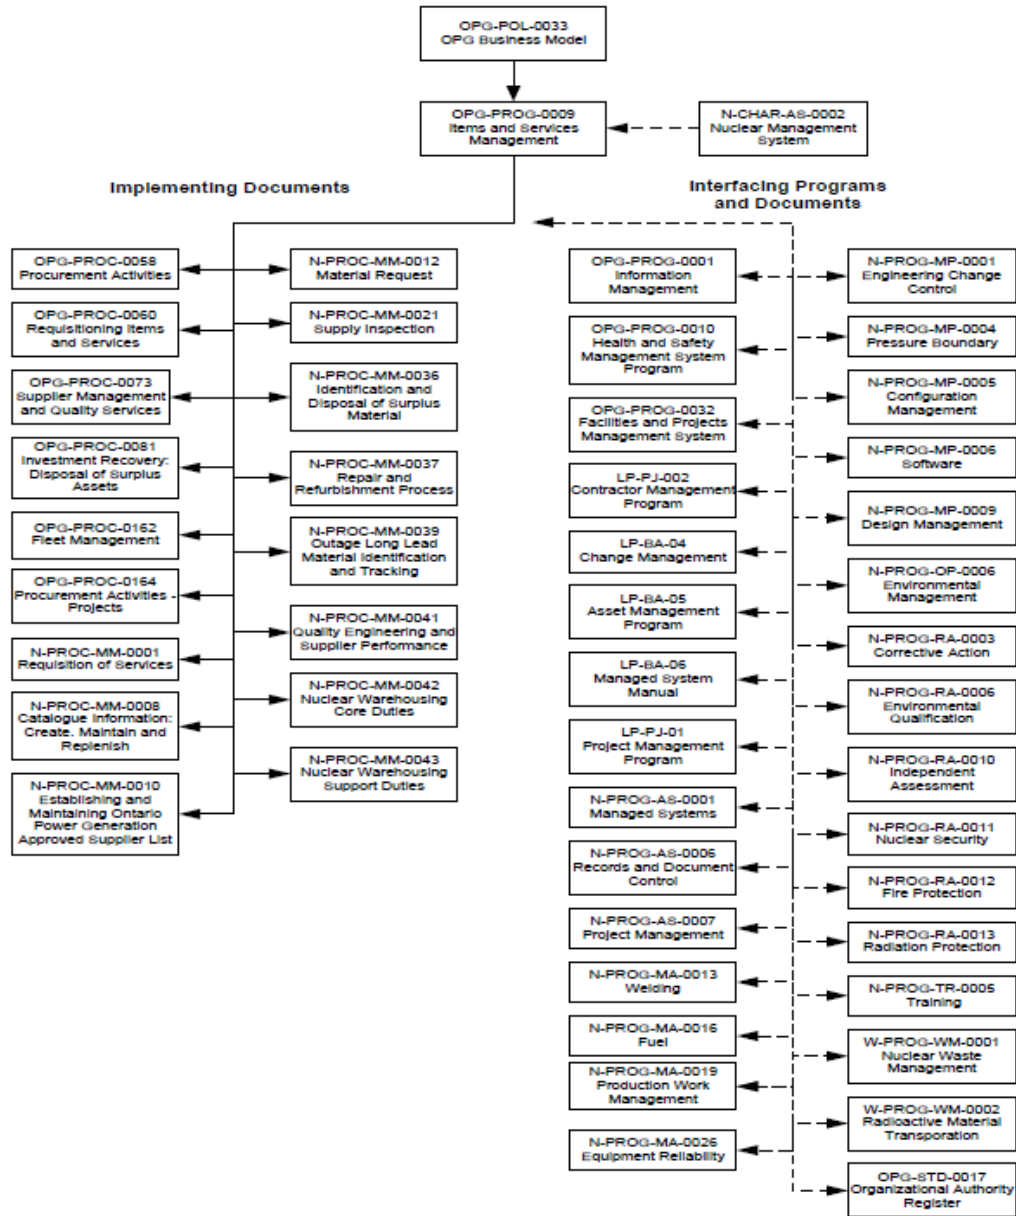 OPG-POL-0033
OPG Business Model
OPG-PROG-0009
Items and Services
Management
N-CHAR-AS-0002
Nuclear Management
System
Implementing Documents
Interfacing Programs
and Documents
OPG-PROC-0058
Procurement Activities
OPG-PROC-0060
Requisitioning Items
and Services
OPG-PROC-0073
Supplier Management
and Quality Services
OPG-PROC-0081
Investment Recovery:
Disposal of Surplus
Assets
OPG-PROC-0162
Fleet Management
OPG-PROC-0164
Procurement Activities -
Projects
N-PROC-MM-0001
Requisition of Services
N-PROC-MM-0008
Catalogue Information:
Create. Maintain and
Replenish
N-PROC-MM-0010
Establishing and
Maintaining Ontario
Power Generation
Approved Supplier List
N-PROC-MM-0012
Material Request
N-PROC-MM-0021
Supply Inspection
N-PROC-MM-0036
Identification and
Disposal of Surplus
Material
N-PROC-MM-0037
Repair and
Refurbishment Process
N-PROC-MM-0039
Outage Long Lead
Material Identification
and Tracking
N-PROC-MM-0041
Quality Engineering and
Supplier Performance
N-PROC-MM-0042
Nuclear Warehousing
Core Duties
N-PROC-MM-0043
Nuclear Warehousing
Support Duties
OPG-PROG-0001
Information
Management
OPG-PROG-0010
Health and Safety
Management System
Program
OPG-PROG-0032
Facilities and Projects
Management System
LP-PJ-002
Contractor Management
Program
LP-BA-04
Change Management
LP-BA-05
Asset Management
Program
LP-BA-06
Managed System
Manual
LP-PJ-01
Project Management
Program
N-PROG-AS-0001
Managed Systems
N-PROG-AS-0006
Records and Document
Control
N-PROG-AS-0007
Project Management
N-PROG-MA-0013
Welding
N-PROG-MA-0016
Fuel
N-PROG-MA-0019
Production Work
Management
N-PROG-MA-0026
Equipment Reliability
N-PROG-MP-0001
Engineering Change
Control
N-PROG-MP-0004
Pressure Boundary
N-PROG-MP-0005
Configuration
Management
N-PROG-MP-0006
Software
N-PROG-MP-0009
Design Management
N-PROG-OP-0006
Environmental
Management
N-PROG-RA-0003
Corrective Action
N-PROG-RA-0006
Environmental
Qualification
N-PROG-RA-0010
Independent
Assessment
N-PROG-RA-0011
Nuclear Security
N-PROG-RA-0012
Fire Protection
N-PROG-RA-0013
Radiation Protection
N-PROG-TR-0005
Training
W-PROG-WM-0001
Nuclear Waste
Management
W-PROG-WM-0002
Radioactive Material
Transporation
OPG-STD-0017
Organizational Authority
Register